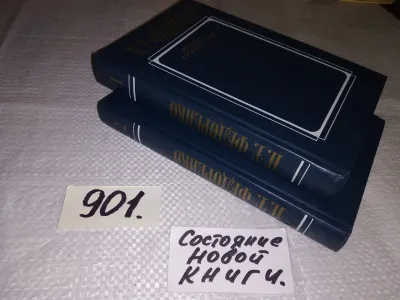 Н.Т. ФЕДОРЕНКО
Н.Т. ФЕДОРЕНКО
901.
Состояние
Новой
Книги.